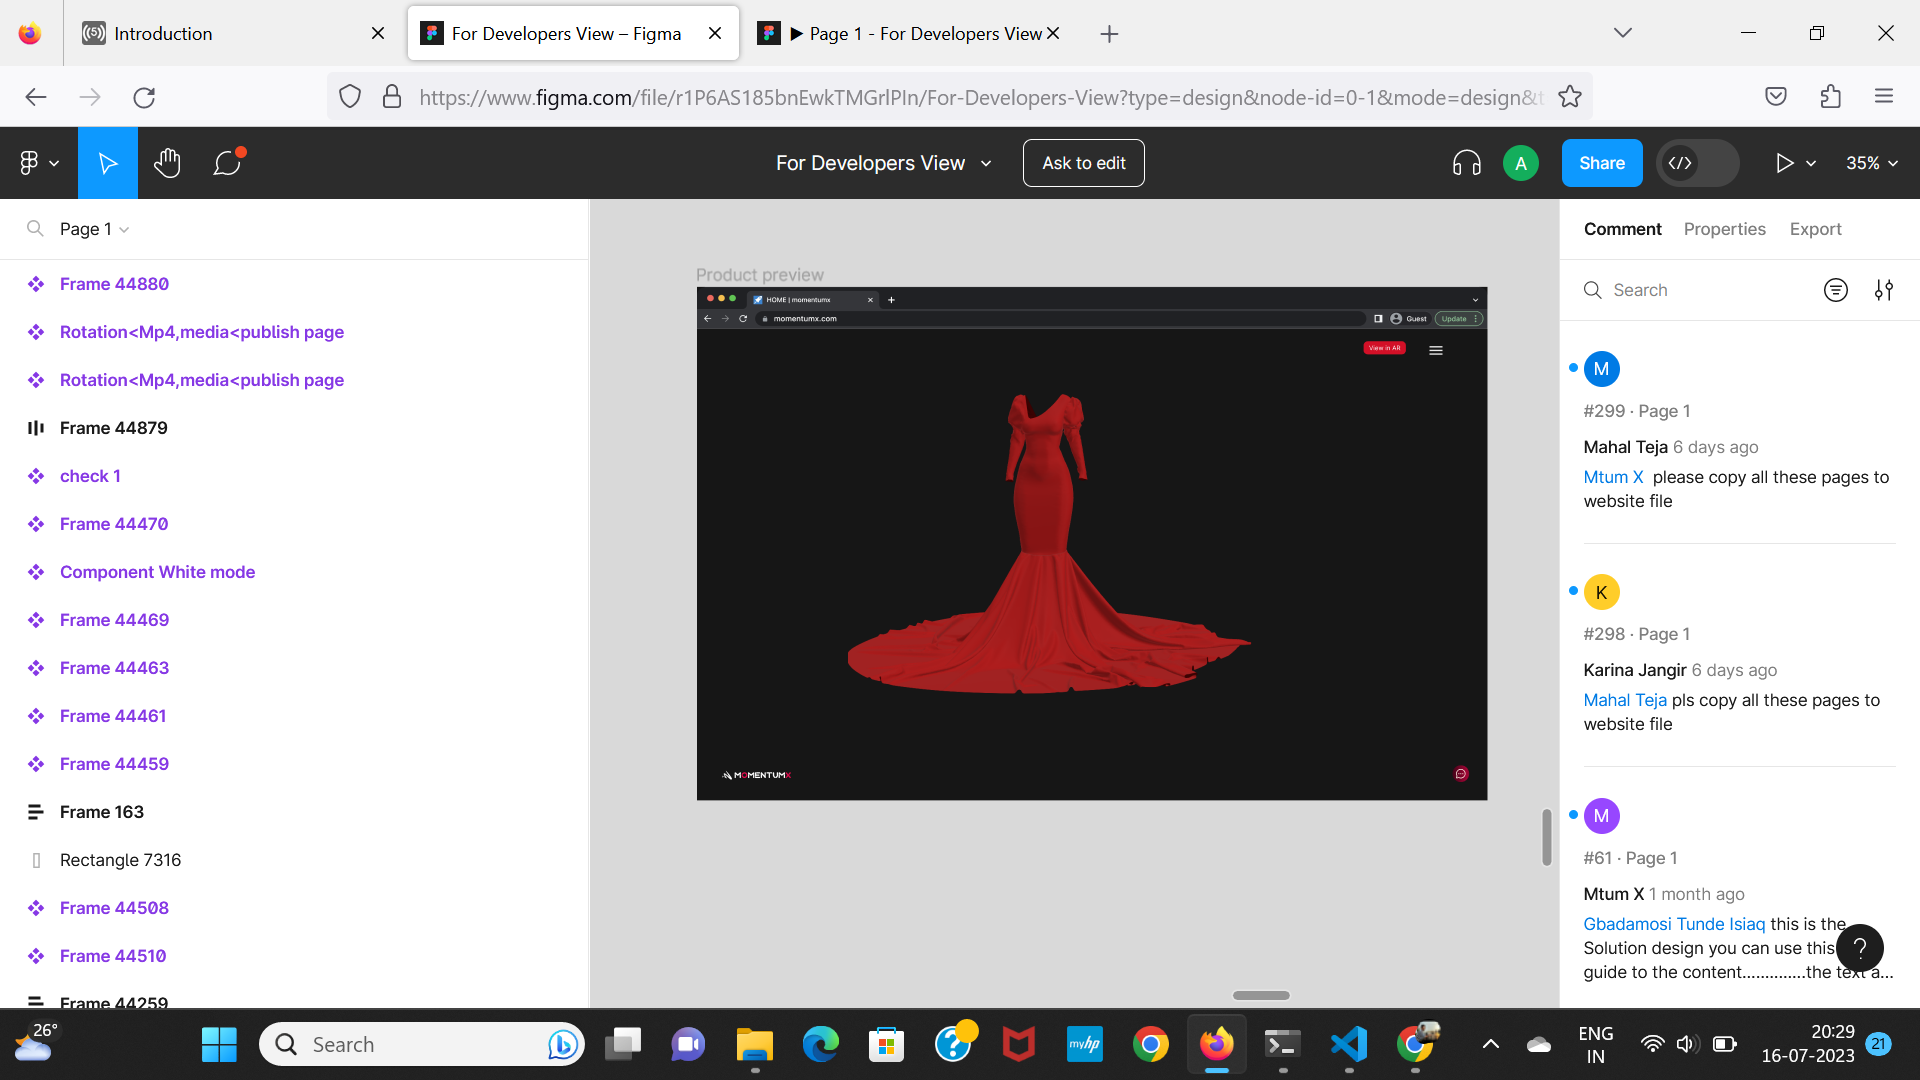 Introduction
For Developers View – Figma
Page 1 - For Developers View
https://www.figma.com/file/r1P6AS185bnEwkTMGrlPIn/For-Developers-View?type=design&node-id=0-1&mode=design&t
For Developers View
Ask to edit
A
Share
35%
Page 1
Frame 44880
Rotation<Mp4,media<publish page
Rotation<Mp4,media<publish page
Frame 44879
check 1
Frame 44470
Component White mode
Frame 44469
Frame 44463
Frame 44461
Frame 44459
Frame 163
Rectangle 7316
Frame 44508
Frame 44510
Frame 44259
Product preview
HOME | momentumx
momentumx.com
Guest
Update
View in AR
MOMENTUMX
Comment Properties Export
Search
M
#299 · Page 1
Mahal Teja 6 days ago
Mtum X please copy all these pages to
website file
K
#298 · Page 1
Karina Jangir 6 days ago
Mahal Teja pls copy all these pages to
website file
M
#61 · Page 1
Mtum X 1 month ago
Gbadamosi Tunde Isiaq this is the
Solution design you can use this
guide to the content..............the text a...
?
26°
Search
myhp
ENG
IN
20:29
16-07-2023
21